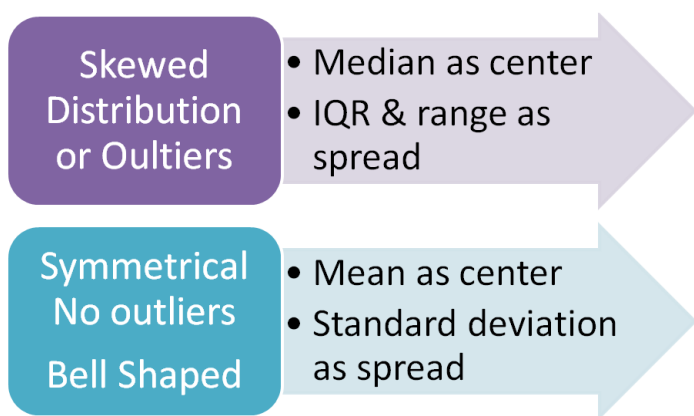 Skewed
Distribution
or Oultiers
• Median as center
• IQR & range as
spread
Symmetrical
No outliers
Bell Shaped
• Mean as center
• Standard deviation
as spread